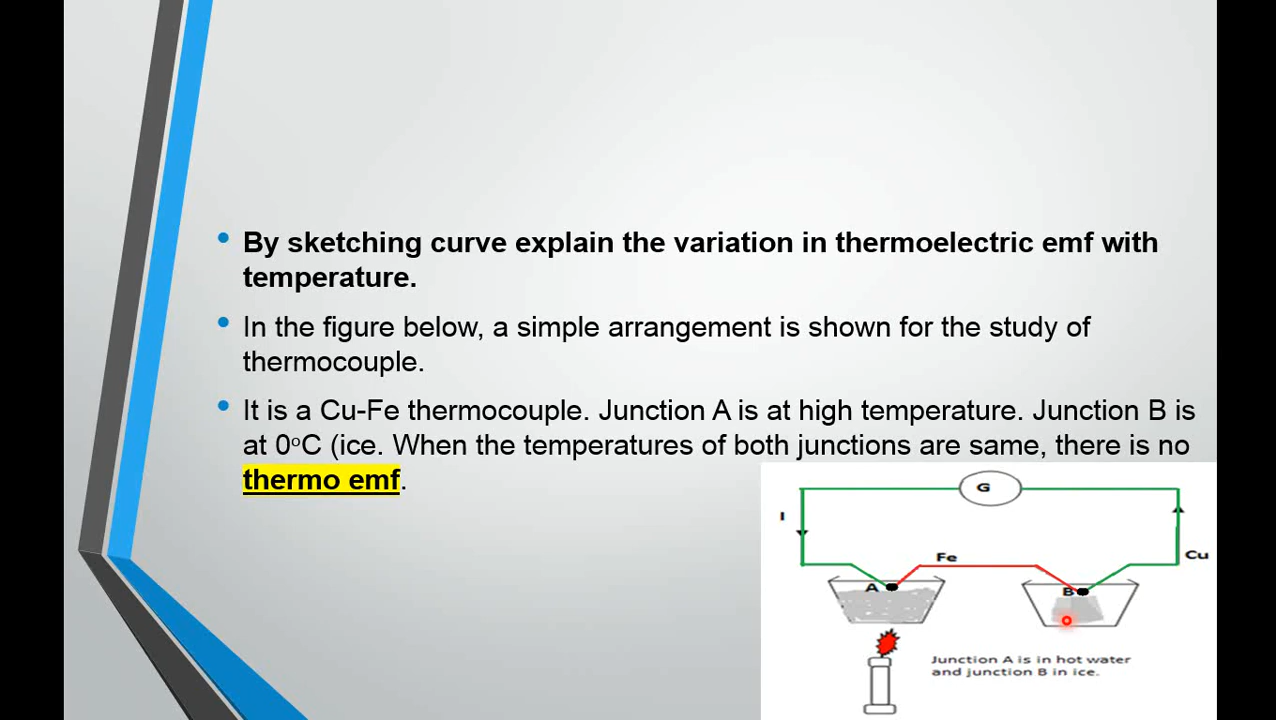 By sketching curve explain the variation in thermoelectric emf with
temperature.
In the figure below, a simple arrangement is shown for the study of
thermocouple.
It is a Cu-Fe thermocouple. Junction A is at high temperature. Junction B is
at 0°C (ice. When the temperatures of both junctions are same, there is no
thermo emf.
G
I
Fe
Cu
A
B
Junction A is in hot water
and junction B in ice.